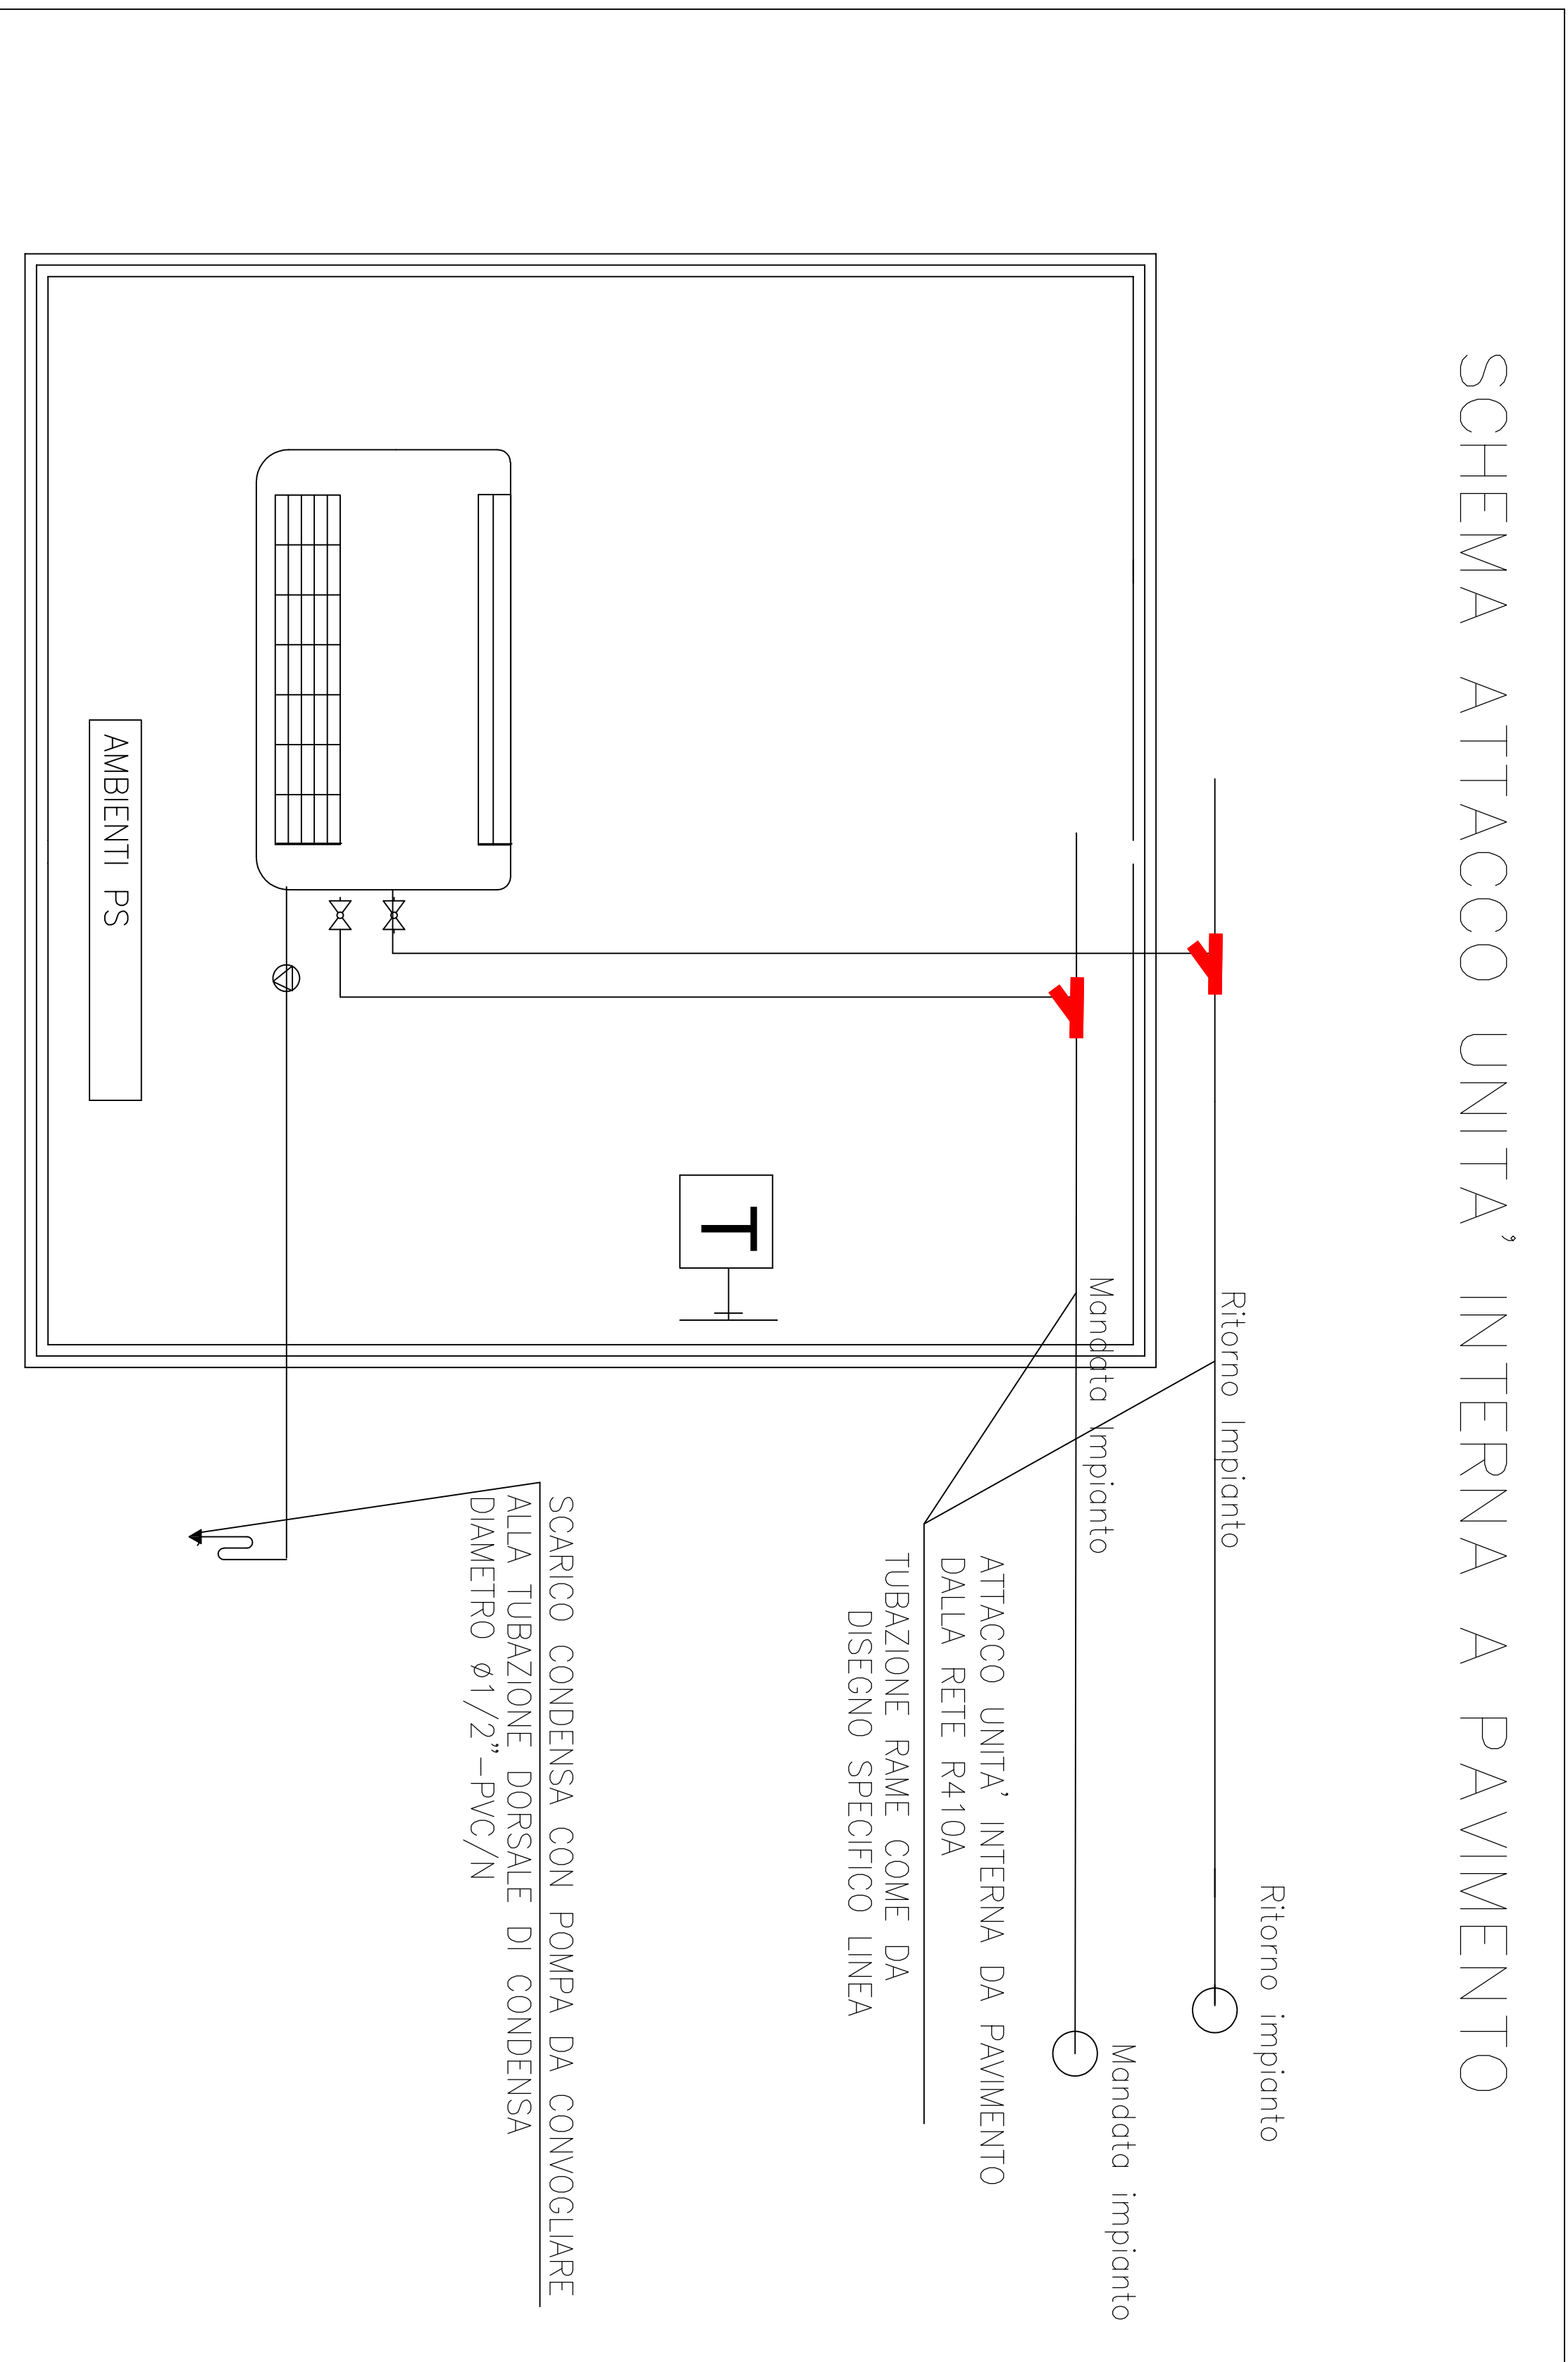 SCHEMA ATTACCO UNITA' INTERNA A PAVIMENTO
Ritorno impianto
Ritorno Impianto
Mandata impianto
Mandata Impianto
ATTACCO UNITA' INTERNA DA PAVIMENTO
DALLA RETE R410A
TUBAZIONE RAME COME DA
DISEGNO SPECIFICO LINEA
T
SCARICO CONDENSA CON POMPA DA CONVOGLIARE
ALLA TUBAZIONE DORSALE DI CONDENSA
DIAMETRO ø1/2"-PVC/N
AMBIENTI PS